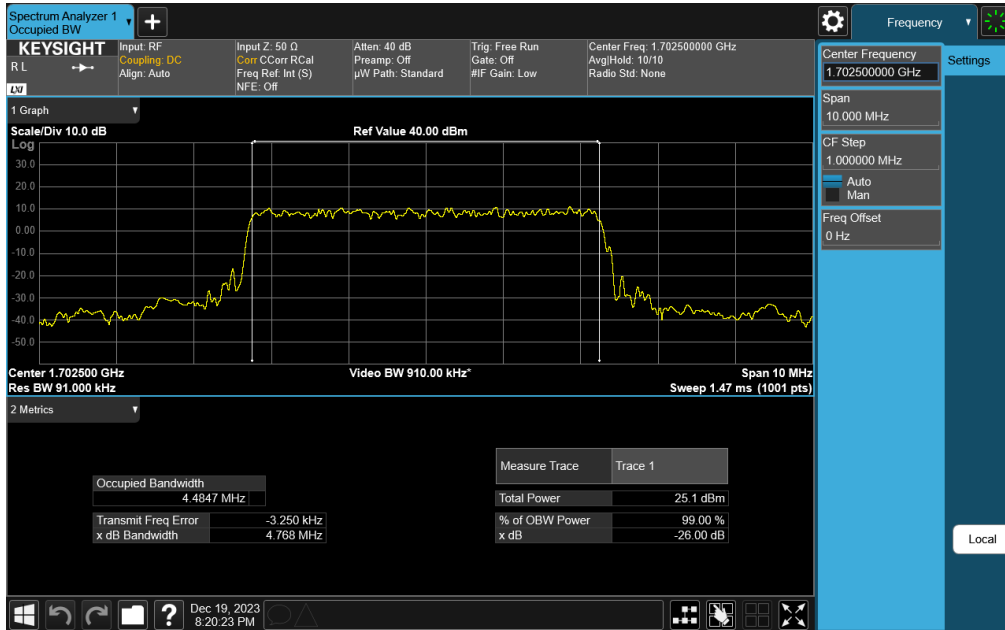 Spectrum Analyzer 1
Occupied BW
Frequency
KEYSIGHT
R L
LXI
Input: RF
Coupling: DC
Align: Auto
Input Z: 50 Ω
Corr CCorr RCal
Freq Ref: Int (S)
NFE: Off
Atten: 40 dB
Preamp: Off
µW Path: Standard
Trig: Free Run
Gate: Off
#IF Gain: Low
Center Freq: 1.702500000 GHz
Avg|Hold: 10/10
Radio Std: None
Center Frequency
1.702500000 GHz
Settings
Span
10.000 MHz
CF Step
1.000000 MHz
Auto
Man
Freq Offset
0 Hz
Local
1 Graph
Scale/Div 10.0 dB
Ref Value 40.00 dBm
Log
30.0
20.0
10.0
0.00
-10.0
-20.0
-30.0
-40.0
-50.0
Center 1.702500 GHz
Video BW 910.00 kHz*
Span 10 MHz
Res BW 91.000 kHz
Sweep 1.47 ms (1001 pts)
2 Metrics
Measure Trace
Trace 1
Occupied Bandwidth
4.4847 MHz
Total Power
25.1 dBm
Transmit Freq Error
-3.250 kHz
% of OBW Power
99.00 %
x dB Bandwidth
4.768 MHz
x dB
-26.00 dB
?
Dec 19, 2023
8:20:23 PM